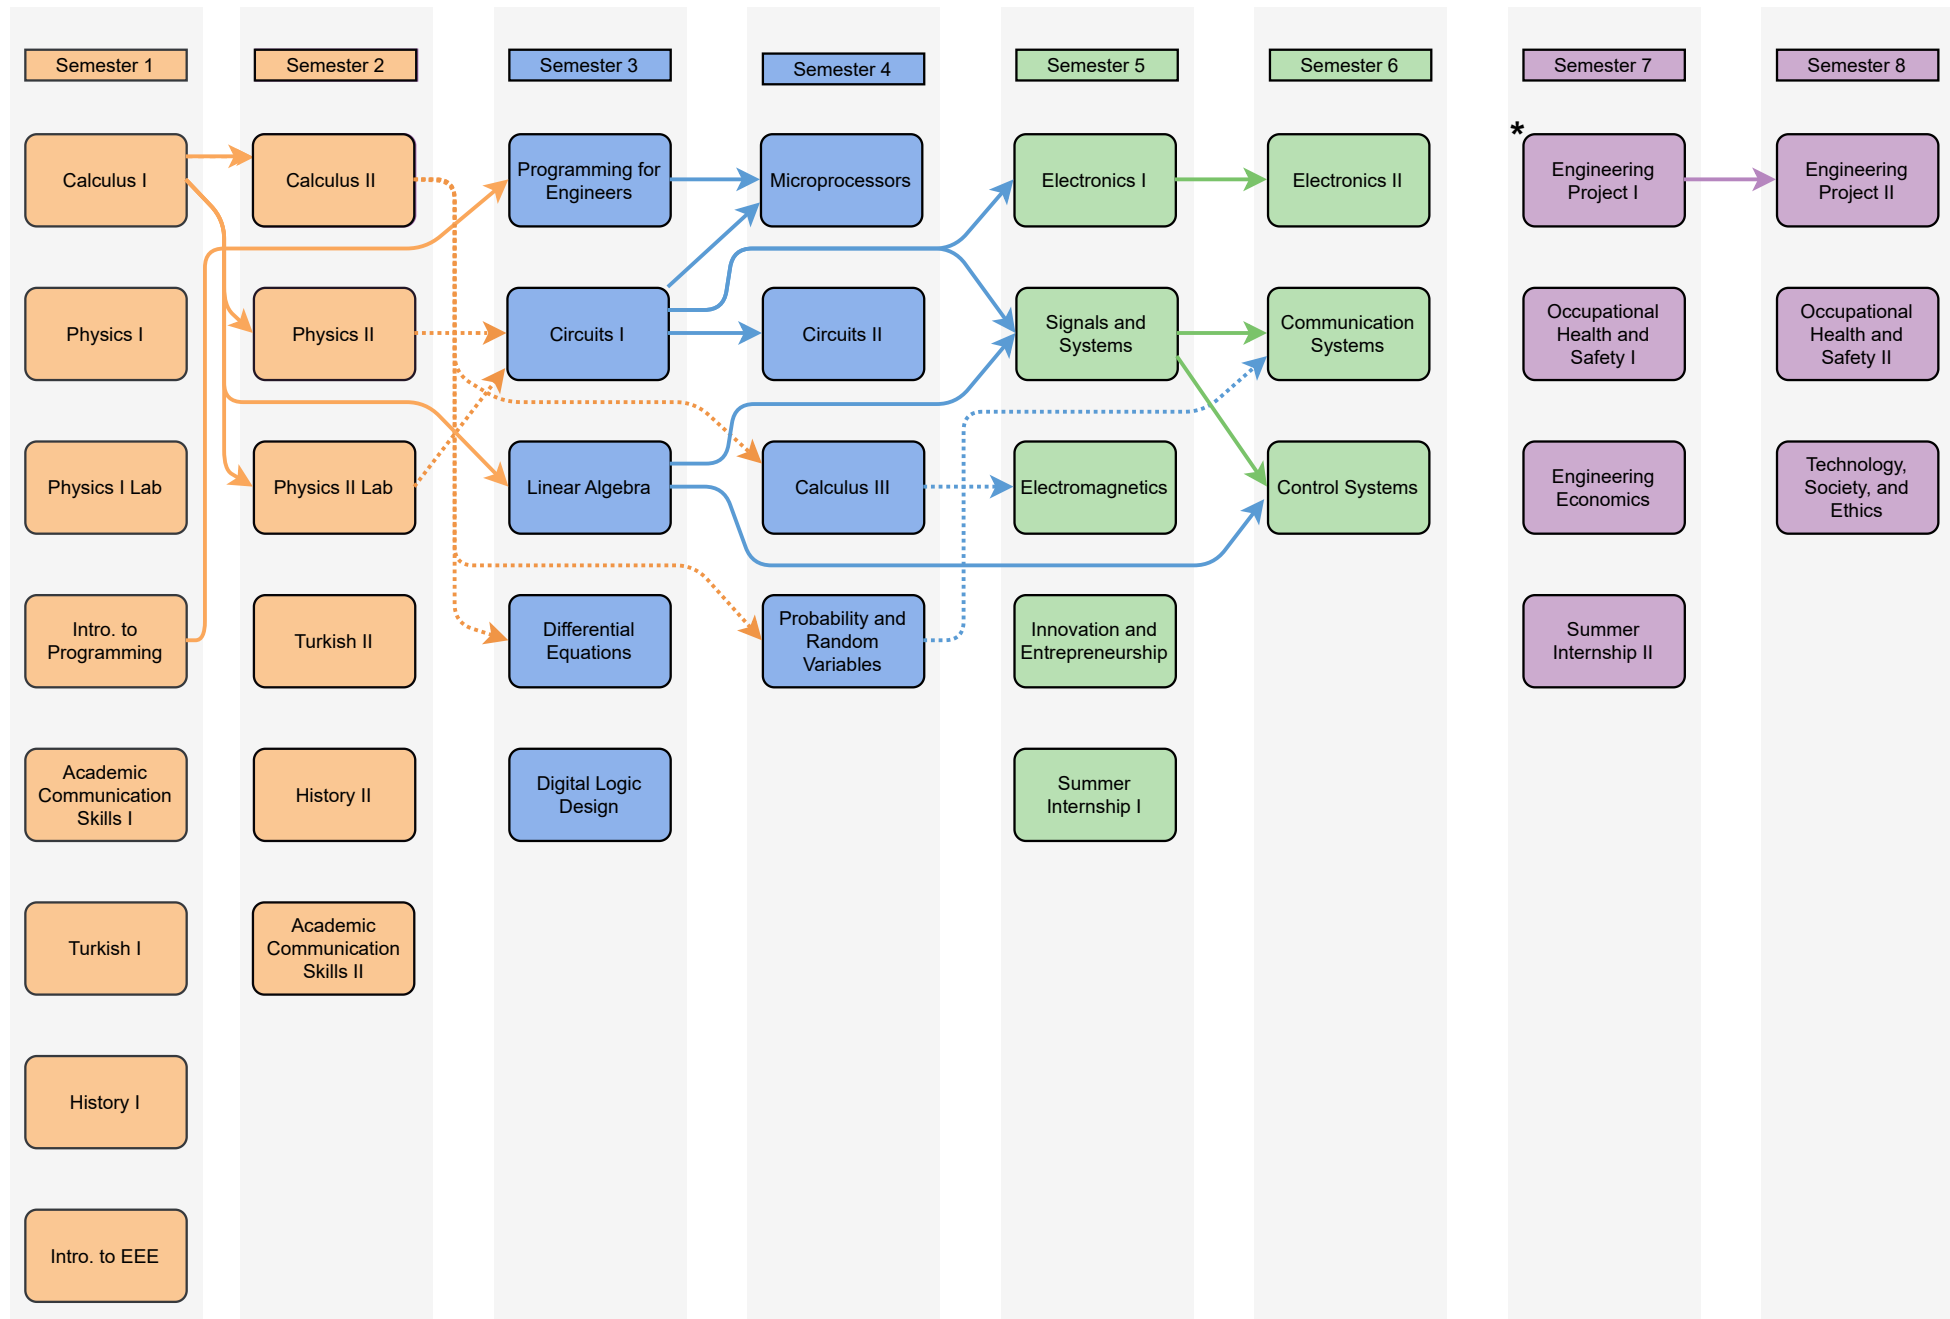 Semester 1
Semester 2
Semester 3
Semester 4
Semester 5
Semester 6
Semester 7
Semester 8
Calculus I
Calculus II
Programming for
Engineers
Microprocessors
Electronics I
Electronics II
*
Engineering
Project I
Engineering
Project II
Physics I
Physics II
Circuits I
Circuits II
Signals and
Systems
Communication
Systems
Occupational
Health and
Safety I
Occupational
Health and
Safety II
Physics I Lab
Physics II Lab
Linear Algebra
Calculus III
Electromagnetics
Control Systems
Engineering
Economics
Technology,
Society, and
Ethics
Intro. to
Programming
Turkish II
Differential
Equations
Probability and
Random
Variables
Innovation and
Entrepreneurship
Summer
Internship II
Academic
Communication
Skills I
History II
Digital Logic
Design
Summer
Internship I
Turkish I
Academic
Communication
Skills II
History I
Intro. to EEE